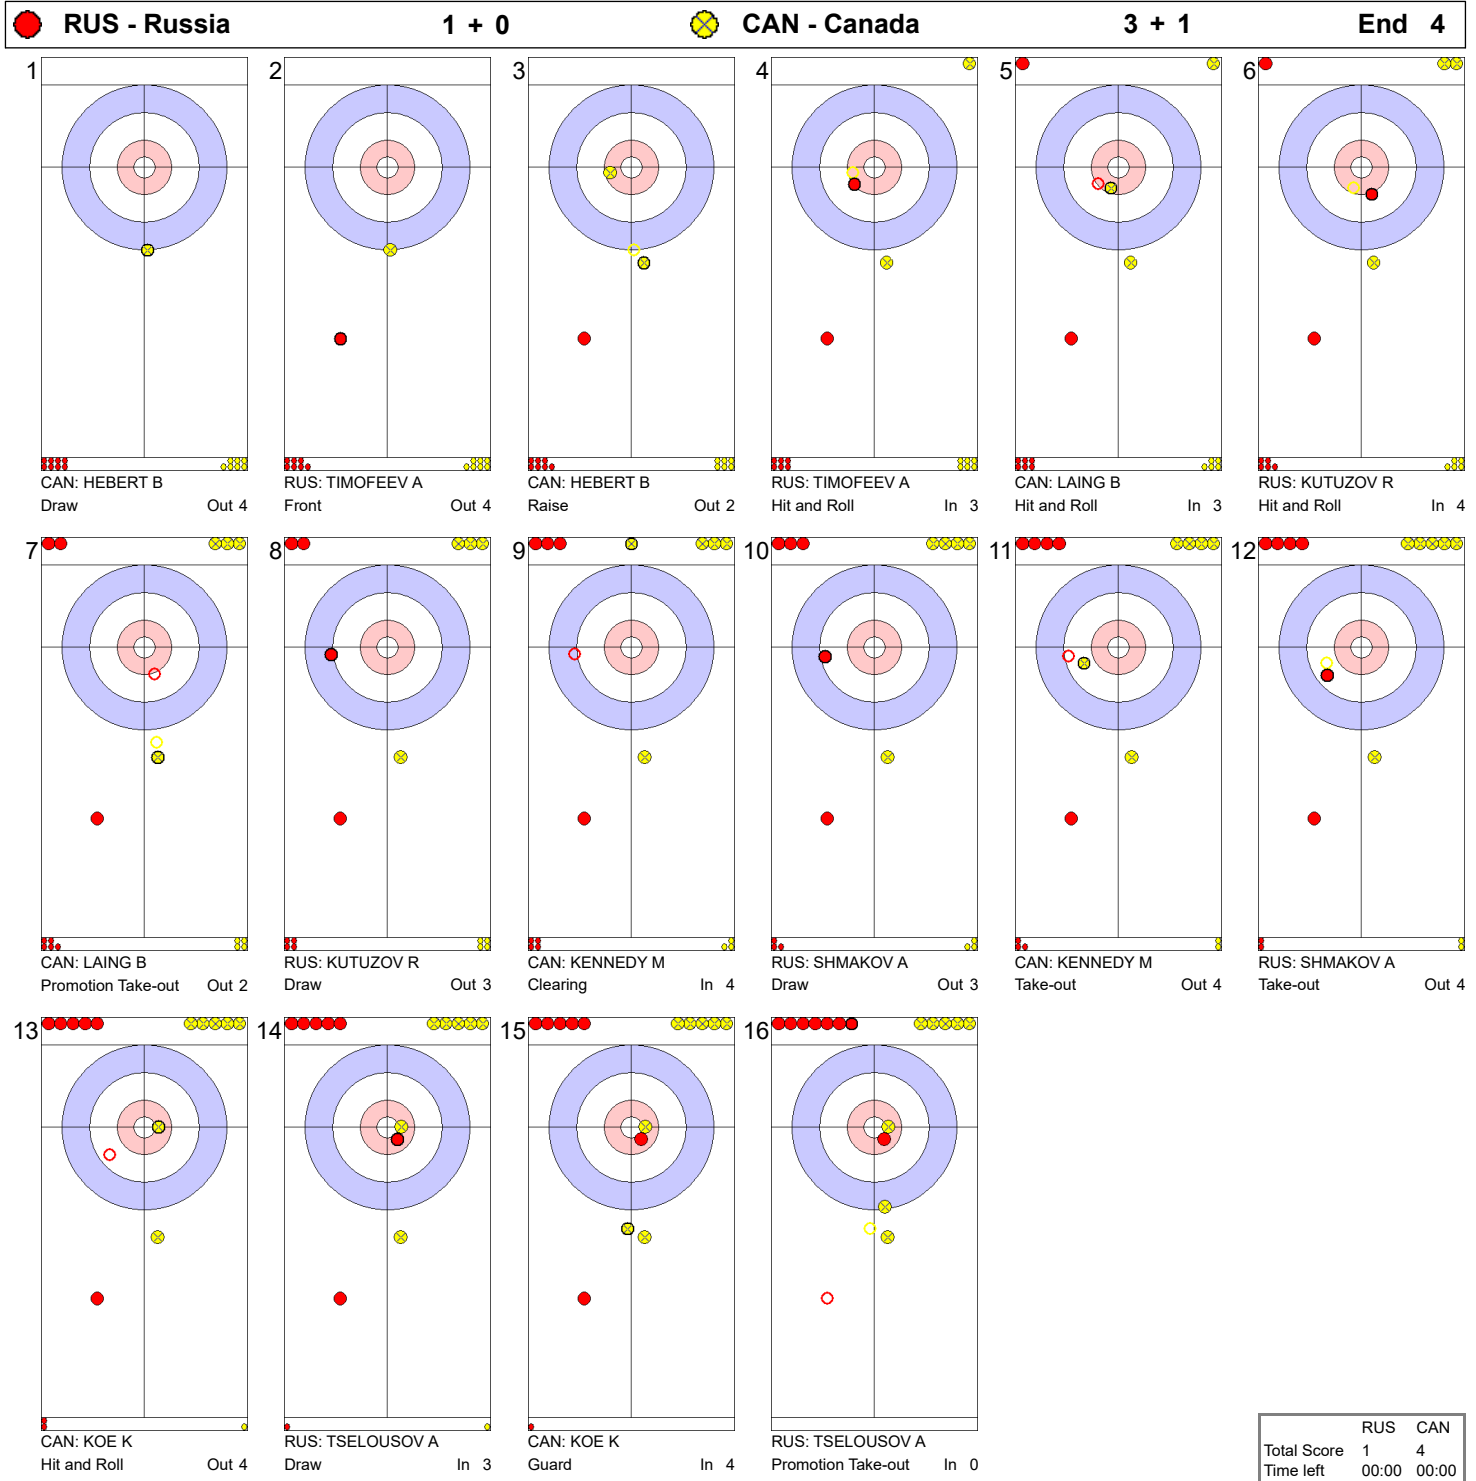 RUS - Russia 1 + 0 CAN - Canada 3 + 1 End 4
1 2 3 4 5 6
CAN: HEBERT B RUS: TIMOFEEV A CAN: HEBERT B RUS: TIMOFEEV A CAN: LAING B RUS: KUTUZOV R
Draw Out 4 Front Out 4 Raise Out 2 Hit and Roll In 3 Hit and Roll In 3 Hit and Roll In 4
7 8 9 10 11 12
CAN: LAING B RUS: KUTUZOV R CAN: KENNEDY M RUS: SHMAKOV A CAN: KENNEDY M RUS: SHMAKOV A
Promotion Take-out Out 2 Draw Out 3 Clearing In 4 Draw Out 3 Take-out Out 4 Take-out Out 4
13 14 15 16
CAN: KOE K RUS: TSELOUSOV A CAN: KOE K RUS: TSELOUSOV A
Hit and Roll Out 4 Draw In 3 Guard In 4 Promotion Take-out In 0
RUS CAN
Total Score 1 4
Time left 00:00 00:00